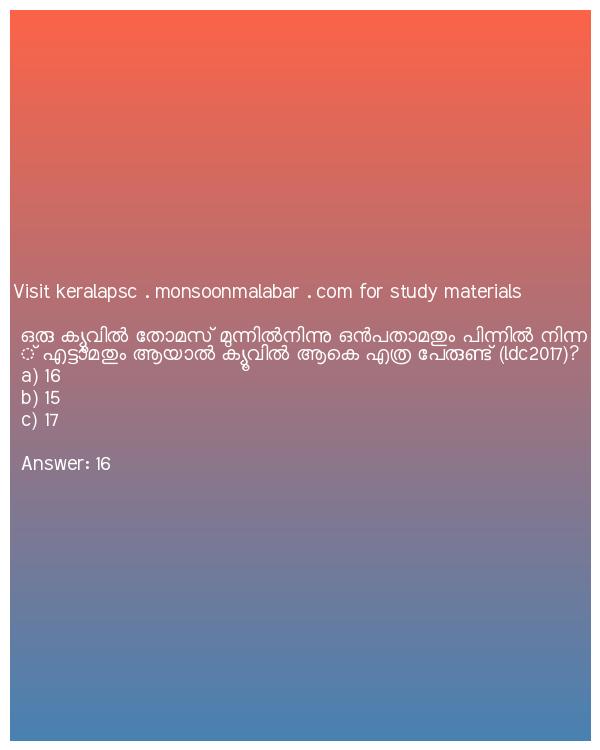 Visit keralapsc . monsoonmalabar . com for study materials
ഒരു ക്യൂവിൽ തോമസ് മുന്നിൽനിന്നു ഒൻപതാമതും പിന്നിൽ നിന്ന
് എട്ടാമതും ആയാൽ ക്യൂവിൽ ആകെ എത്ര പേരുണ്ട് (ldc2017)?
a) 16
b) 15
c) 17
Answer: 16